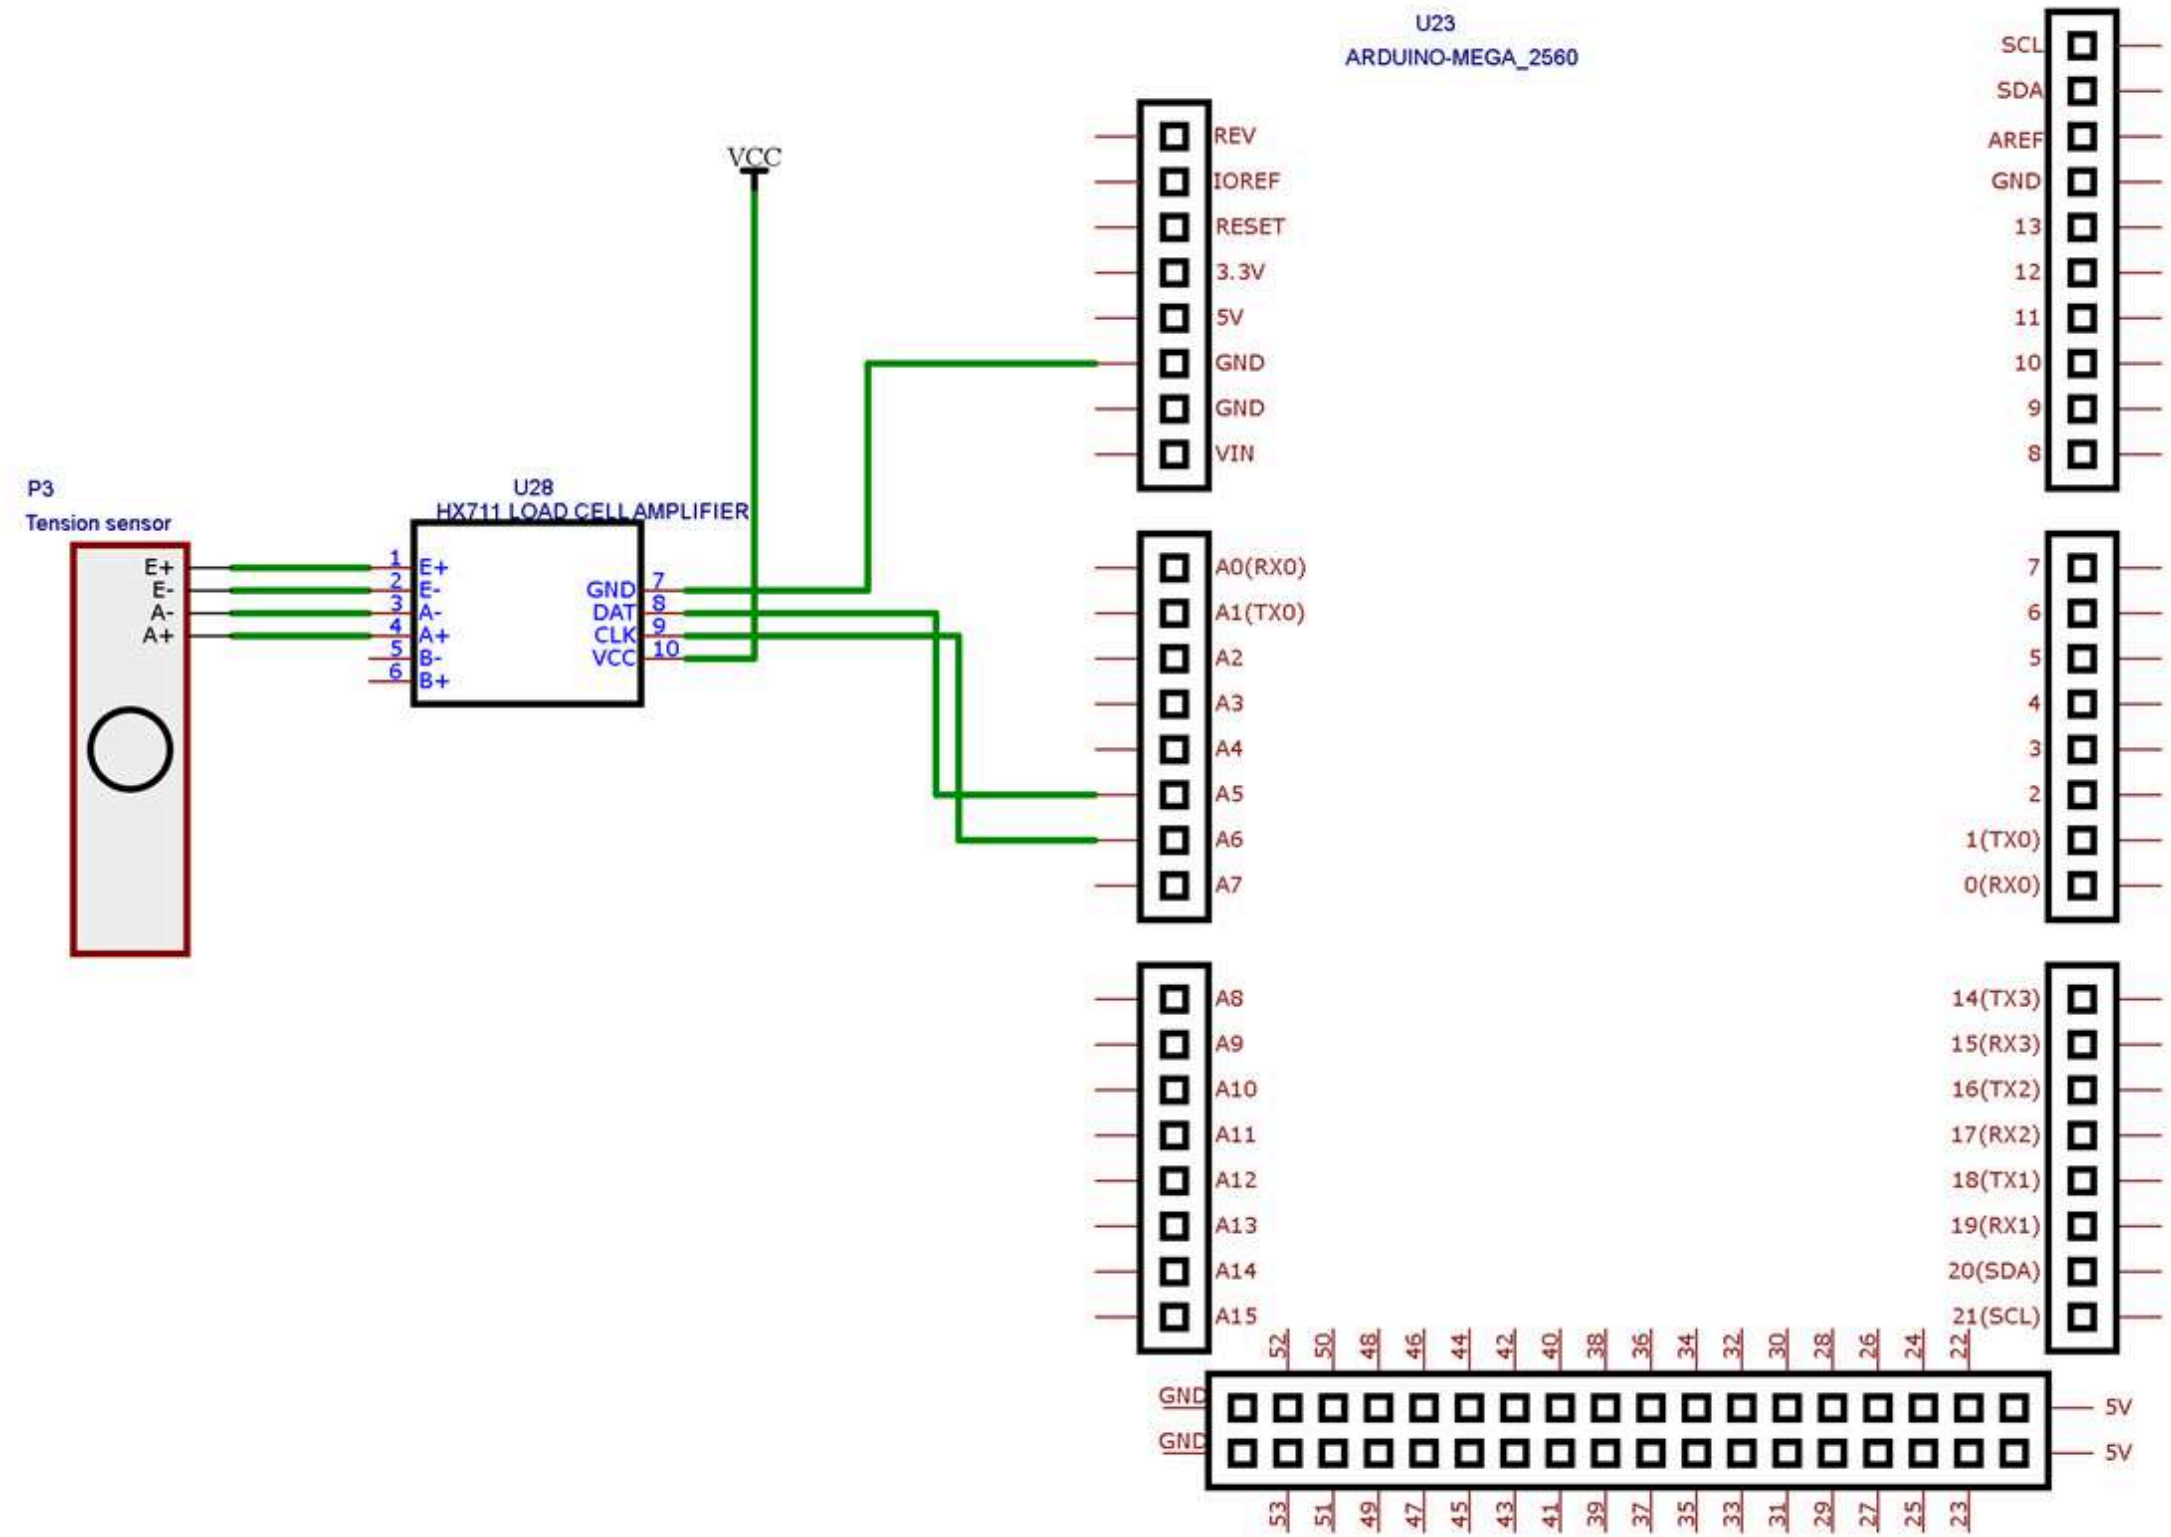 U23
ARDUINO-MEGA_2560
VCC
REV
IOREF
RESET
3.3V
5V
GND
GND
VIN
SCL
SDA
AREF
GND
13
12
11
10
9
8
P3
Tension sensor
E+
E-
A-
A+
U28
HX711 LOAD CELL AMPLIFIER
1 E+
2 E-
3 A-
4 A+
5 B-
6 B+
GND 7
DAT 8
CLK 9
VCC 10
A0(RX0)
A1(TX0)
A2
A3
A4
A5
A6
A7
7
6
5
4
3
2
1(TX0)
0(RX0)
A8
A9
A10
A11
A12
A13
A14
A15
14(TX3)
15(RX3)
16(TX2)
17(RX2)
18(TX1)
19(RX1)
20(SDA)
21(SCL)
52 50 48 46 44 42 40 38 36 34 32 30 28 26 24 22
GND 5V
GND 5V
53 51 49 47 45 43 41 39 37 35 33 31 29 27 25 23